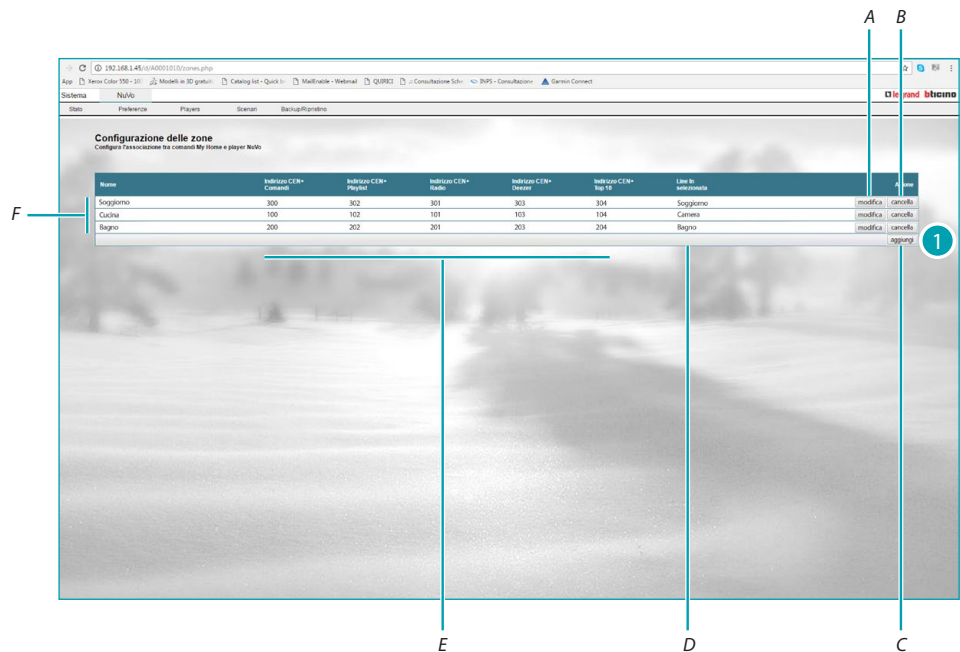 A B
192.168.1.45/d/A0001010/zones.php
App Xerox Color 550 - 10 Modelli in 3D gratuiti Catalog list - Quick b MailEnable - Webmail QUIRICI Consultazione Sch INPS - Consultazione Garmin Connect
Sistema NuVo legrand bticino
Stato Preferenze Players Scenari Backup/Ripristino
Configurazione delle zone
Configura l'associazione tra comandi My Home e player NuVo
Nome Indirizzo CEN+ Comandi Indirizzo CEN+ Playlist Indirizzo CEN+ Radio Indirizzo CEN+ Deezer Indirizzo CEN+ Top 10 Line In selezionata
Soggiorno 300 302 301 303 304 Soggiorno modifica cancella
Cucina 100 102 101 103 104 Camera modifica cancella
Bagno 200 202 201 203 204 Bagno modifica cancella
aggiungi
F
1
E D C